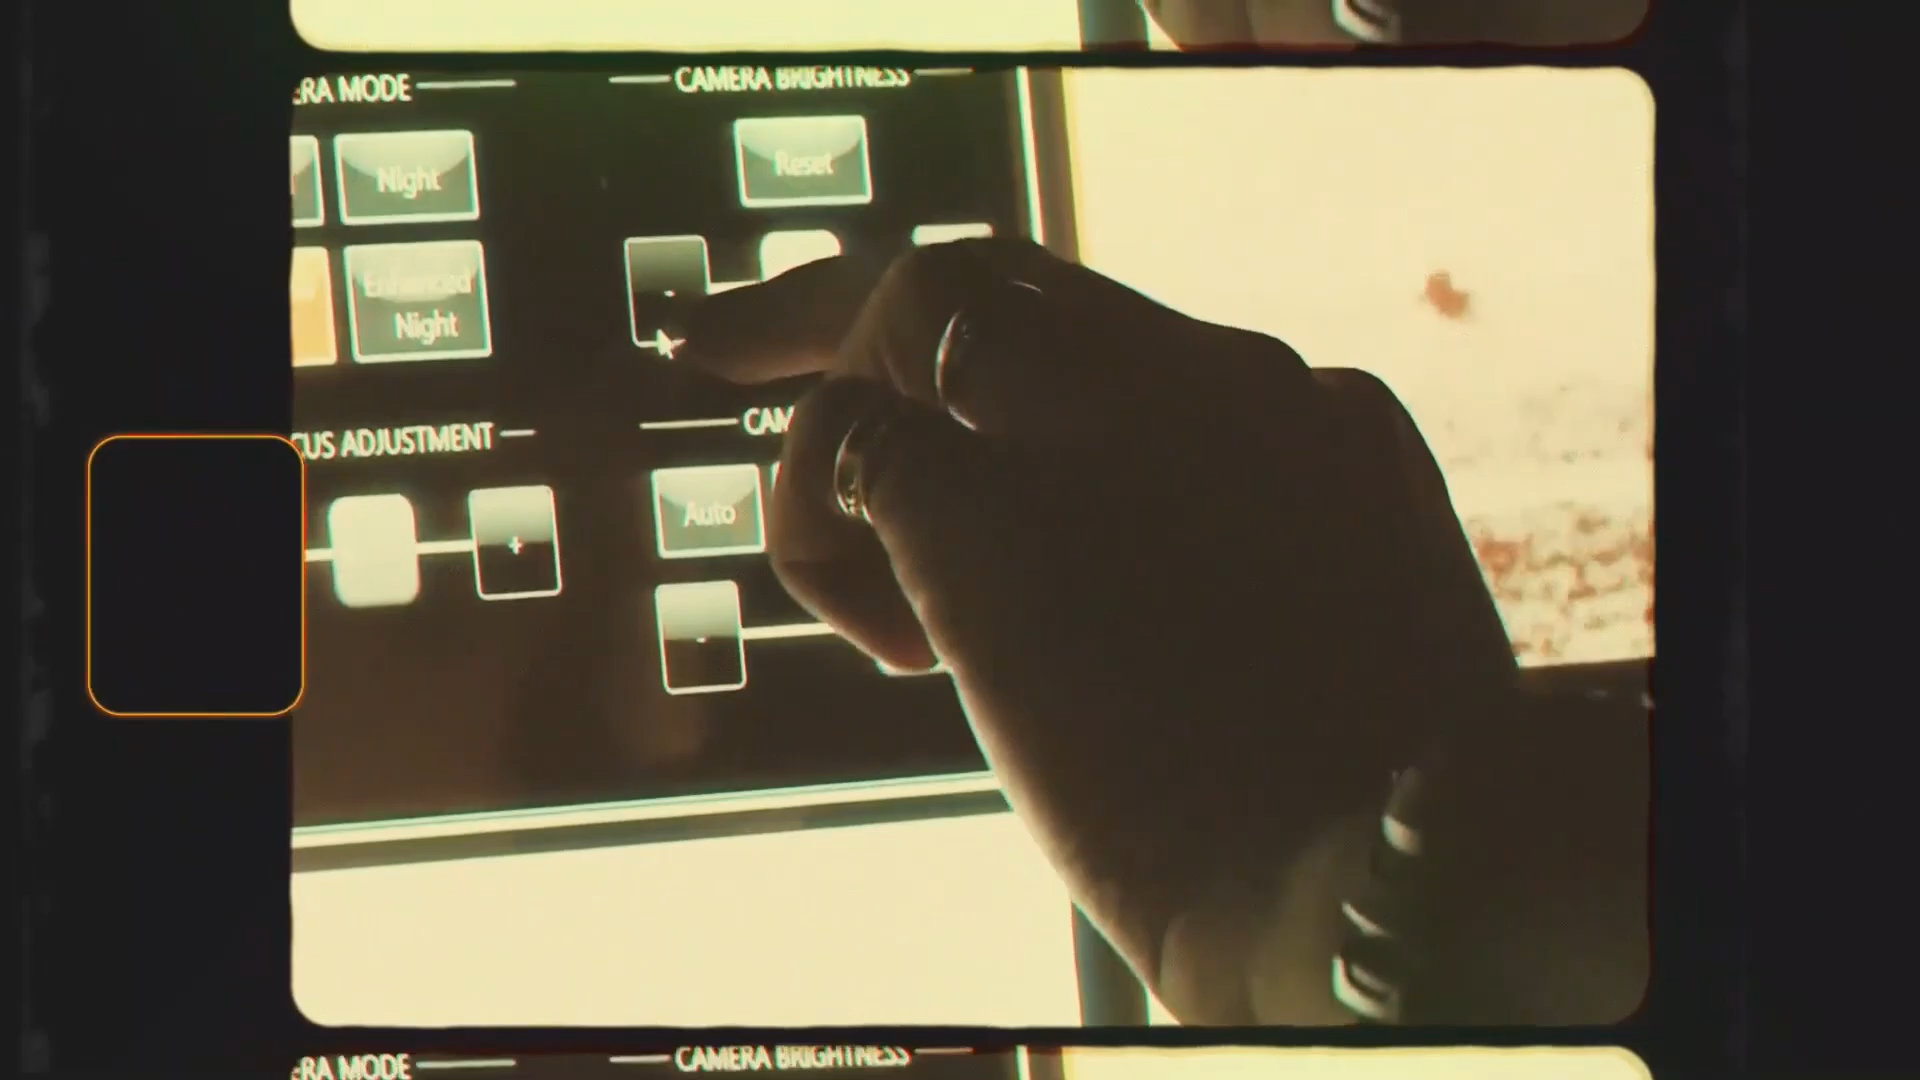 ERA MODE
CAMERA BRIGHTNESS
Night
Reset
Enhanced
Night
-
CUS ADJUSTMENT
CAM
+
Auto
-
ERA MODE
CAMERA BRIGHTNESS